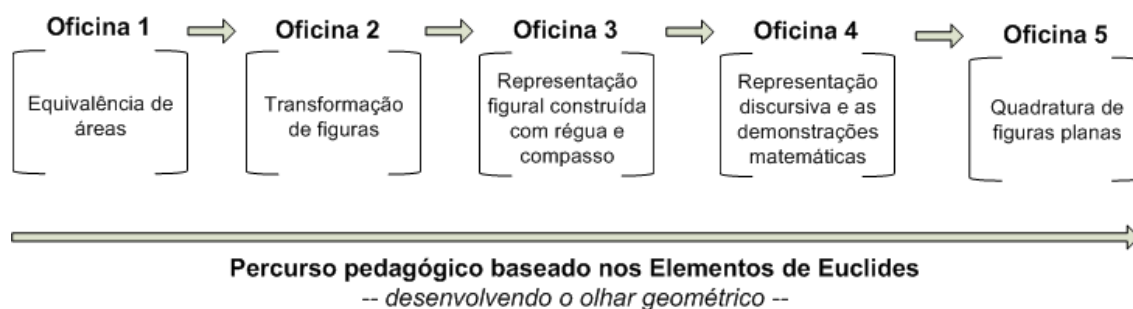 Oficina 1
Oficina 2
Oficina 3
Oficina 4
Oficina 5
Equivalência de
áreas
Transformação
de figuras
Representação
figural construída
com régua e
compasso
Representação
discursiva e as
demonstrações
matemáticas
Quadratura de
figuras planas
Percurso pedagógico baseado nos Elementos de Euclides
-- desenvolvendo o olhar geométrico --